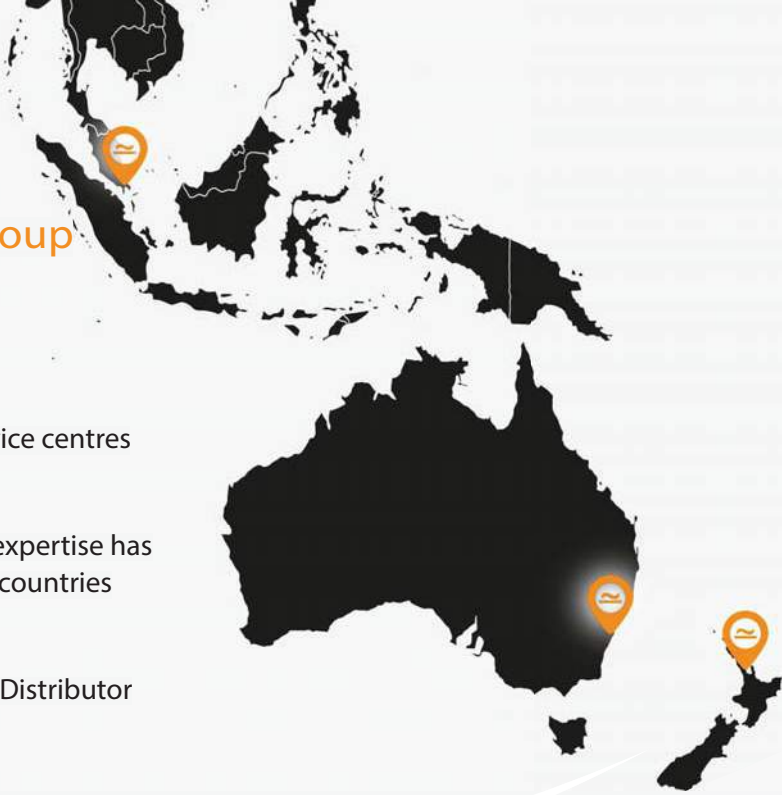 oup
ice centres
expertise has
countries
Distributor